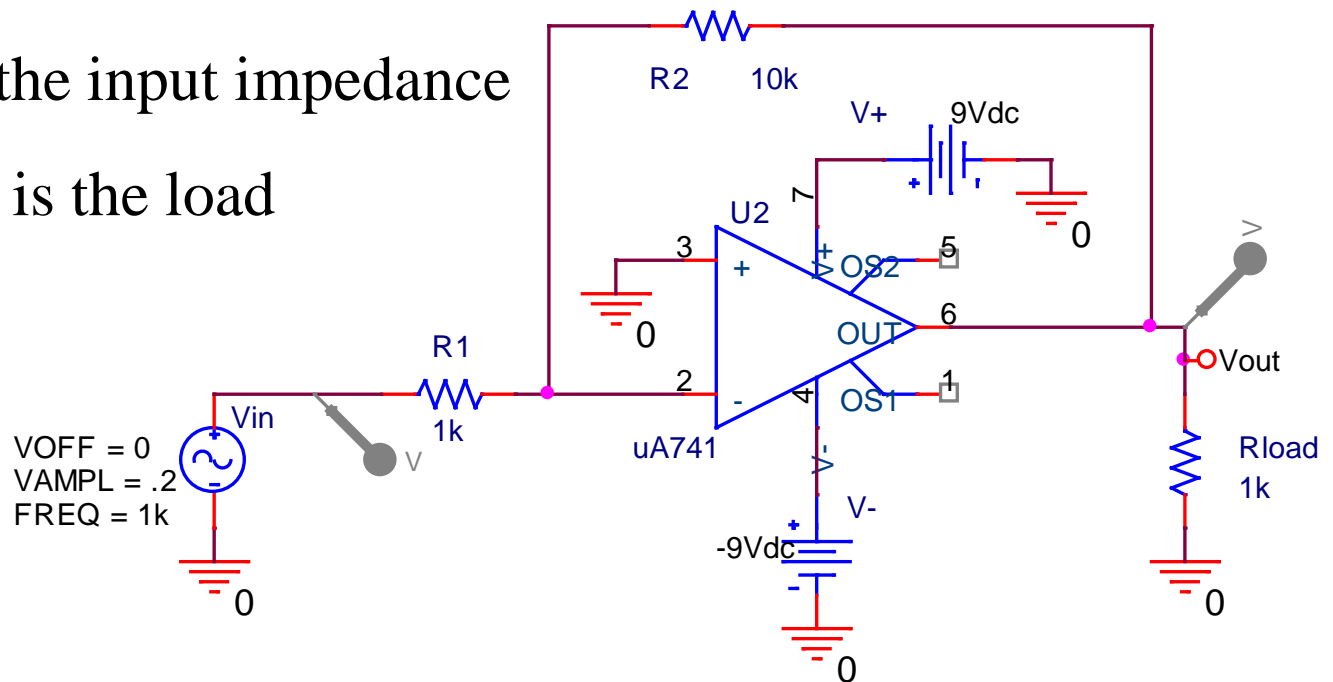 the input impedance
is the load
R2 10k
V+ 9Vdc
+ -
0
7
U2
3
+
V+
OS2
5
V
0
6
OUT
Vout
R1
1k
2
-
4
OS1
1
uA741
V-
Vin
+
-
VOFF = 0
VAMPL = .2
FREQ = 1k
V
Rload
1k
V-
+
-9Vdc
-
0
0
0